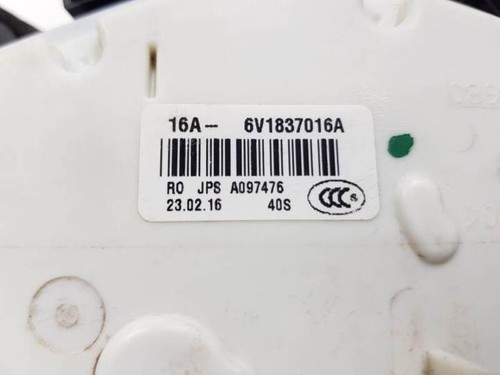 16A-- 6V1837016A
RO JPS A097476
23.02.16 40S
CCC S